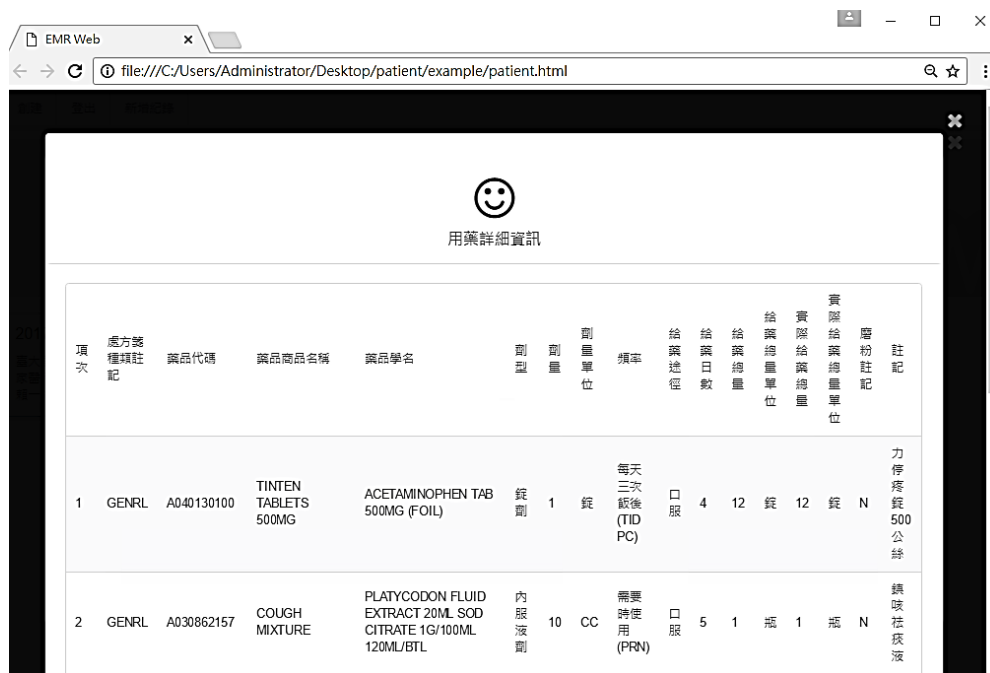 EMR Web
file:///C:/Users/Administrator/Desktop/patient/example/patient.html
用藥詳細資訊
項次
處方箋種類註記
藥品代碼
藥品商品名稱
藥品學名
劑型
劑量
劑量單位
頻率
給藥途徑
給藥日數
給藥總量
給藥總量單位
實際給藥總量
實際給藥總量單位
磨粉註記
註記
1
GENRL
A040130100
TINTEN
TABLETS
500MG
ACETAMINOPHEN TAB
500MG (FOIL)
錠劑
1
錠
每天
三次
飯後
(TID
PC)
口服
4
12
錠
12
錠
N
力停疼錠500公絲
2
GENRL
A030862157
COUGH
MIXTURE
PLATYCODON FLUID
EXTRACT 20ML SOD
CITRATE 1G/100ML
120ML/BTL
內服液劑
10
CC
需要
時使
用
(PRN)
口服
5
1
瓶
1
瓶
N
鎮咳祛痰液